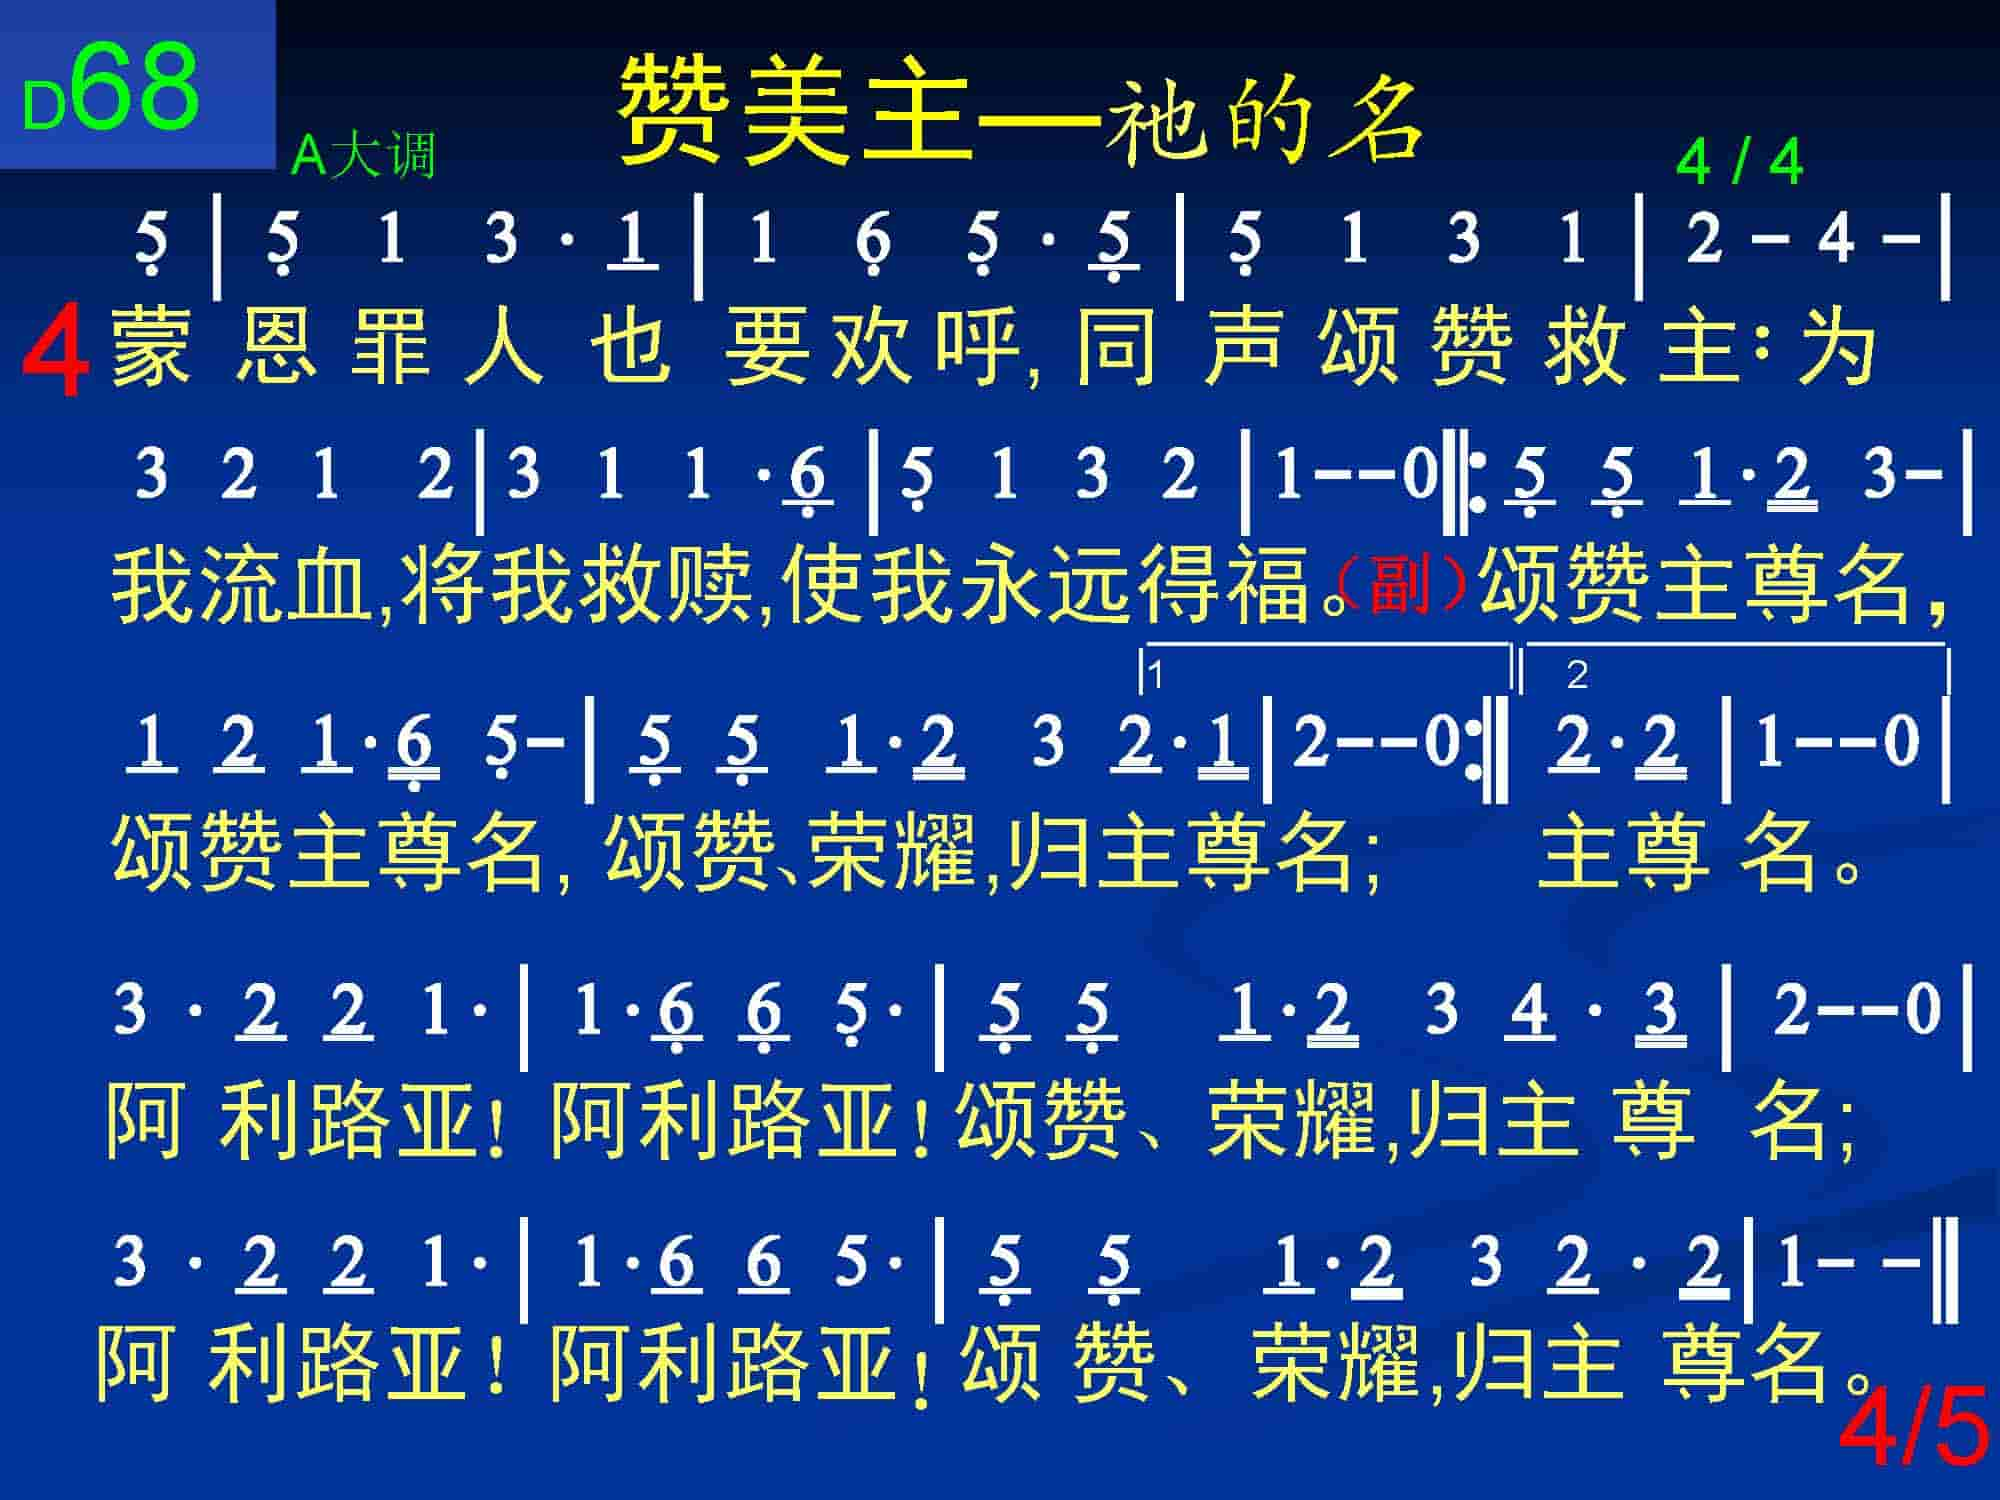 D68
A大调
赞美主—祂的名
4 / 4
5̣ | 5̣ 1 3 · 1 | 1 6̣ 5̣ · 5̣ | 5̣ 1 3 1 | 2 – 4 – |
4 蒙恩罪人也要欢呼,同声颂赞救主:为
3 2 1 2 | 3 1 1 · 6̣ | 5̣ 1 3 2 | 1 – – 0 ‖: 5̣ 5̣ 1 · 2 3 – |
我流血,将我救赎,使我永远得福。(副)颂赞主尊名,
1 2
1 2 1 · 6̣ 5̣ – | 5̣ 5̣ 1 · 2 3 2 · 1 | 2 – – 0 :‖ 2 · 2 | 1 – – 0 |
颂赞主尊名,颂赞、荣耀,归主尊名; 主尊名。
3 · 2 2 1 · | 1 · 6̣ 6̣ 5̣ · | 5̣ 5̣ 1 · 2 3 4 · 3 | 2 – – 0 |
阿利路亚!阿利路亚!颂赞、荣耀,归主尊名;
3 · 2 2 1 · | 1 · 6 6 5 · | 5̣ 5̣ 1 · 2 3 2 · 2 | 1 – – ‖
阿利路亚!阿利路亚!颂赞、荣耀,归主尊名。
4/5